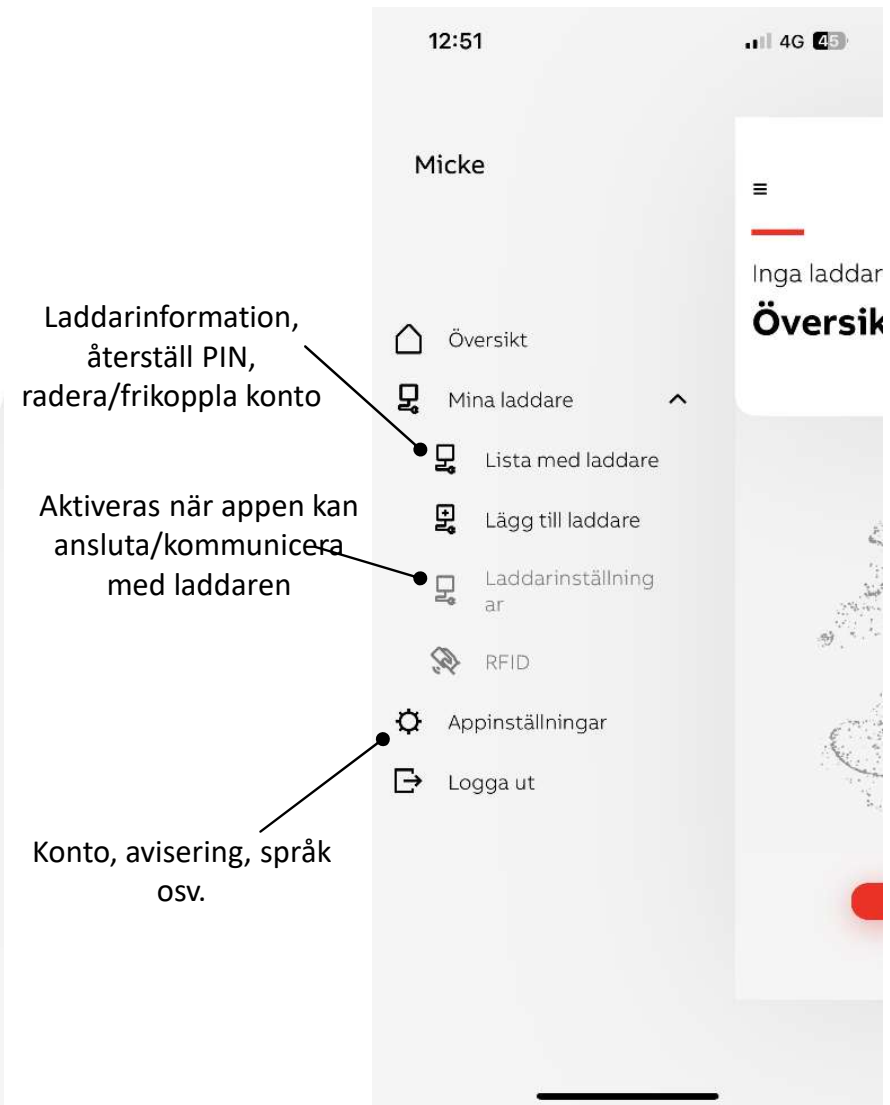 12:51
4G 45
Micke
≡
Inga laddar
Översik
Laddarinformation,
återställ PIN,
radera/frikoppla konto
Översikt
Mina laddare
Lista med laddare
Aktiveras när appen kan
ansluta/kommunicera
med laddaren
Lägg till laddare
Laddarinställning
ar
RFID
Appinställningar
Logga ut
Konto, avisering, språk
osv.